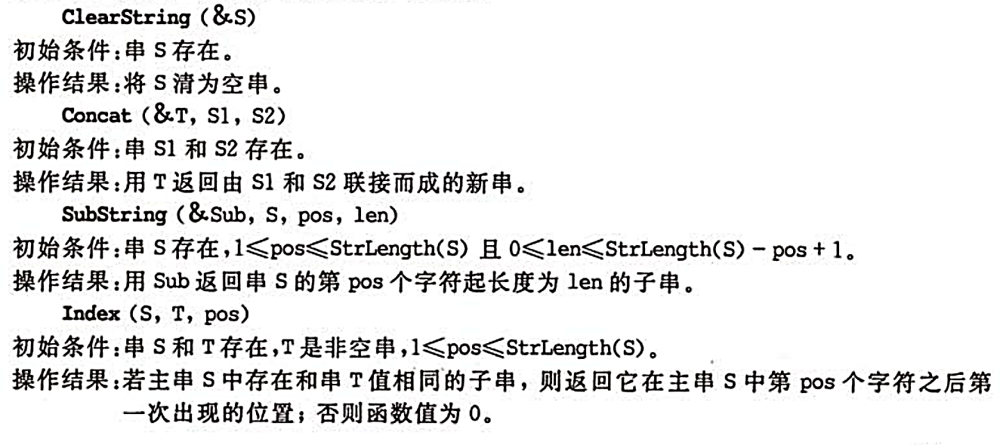 ClearString (&S)
初始条件:串 S 存在。
操作结果:将 S 清为空串。
Concat (&T, S1, S2)
初始条件:串 S1 和 S2 存在。
操作结果:用 T 返回由 S1 和 S2 联接而成的新串。
SubString (&Sub, S, pos, len)
初始条件:串 S 存在,1≤pos≤StrLength(S) 且 0≤len≤StrLength(S) - pos + 1。
操作结果:用 Sub 返回串 S 的第 pos 个字符起长度为 len 的子串。
Index (S, T, pos)
初始条件:串 S 和 T 存在,T 是非空串,1≤pos≤StrLength(S)。
操作结果:若主串 S 中存在和串 T 值相同的子串, 则返回它在主串 S 中第 pos 个字符之后第
一次出现的位置; 否则函数值为 0。